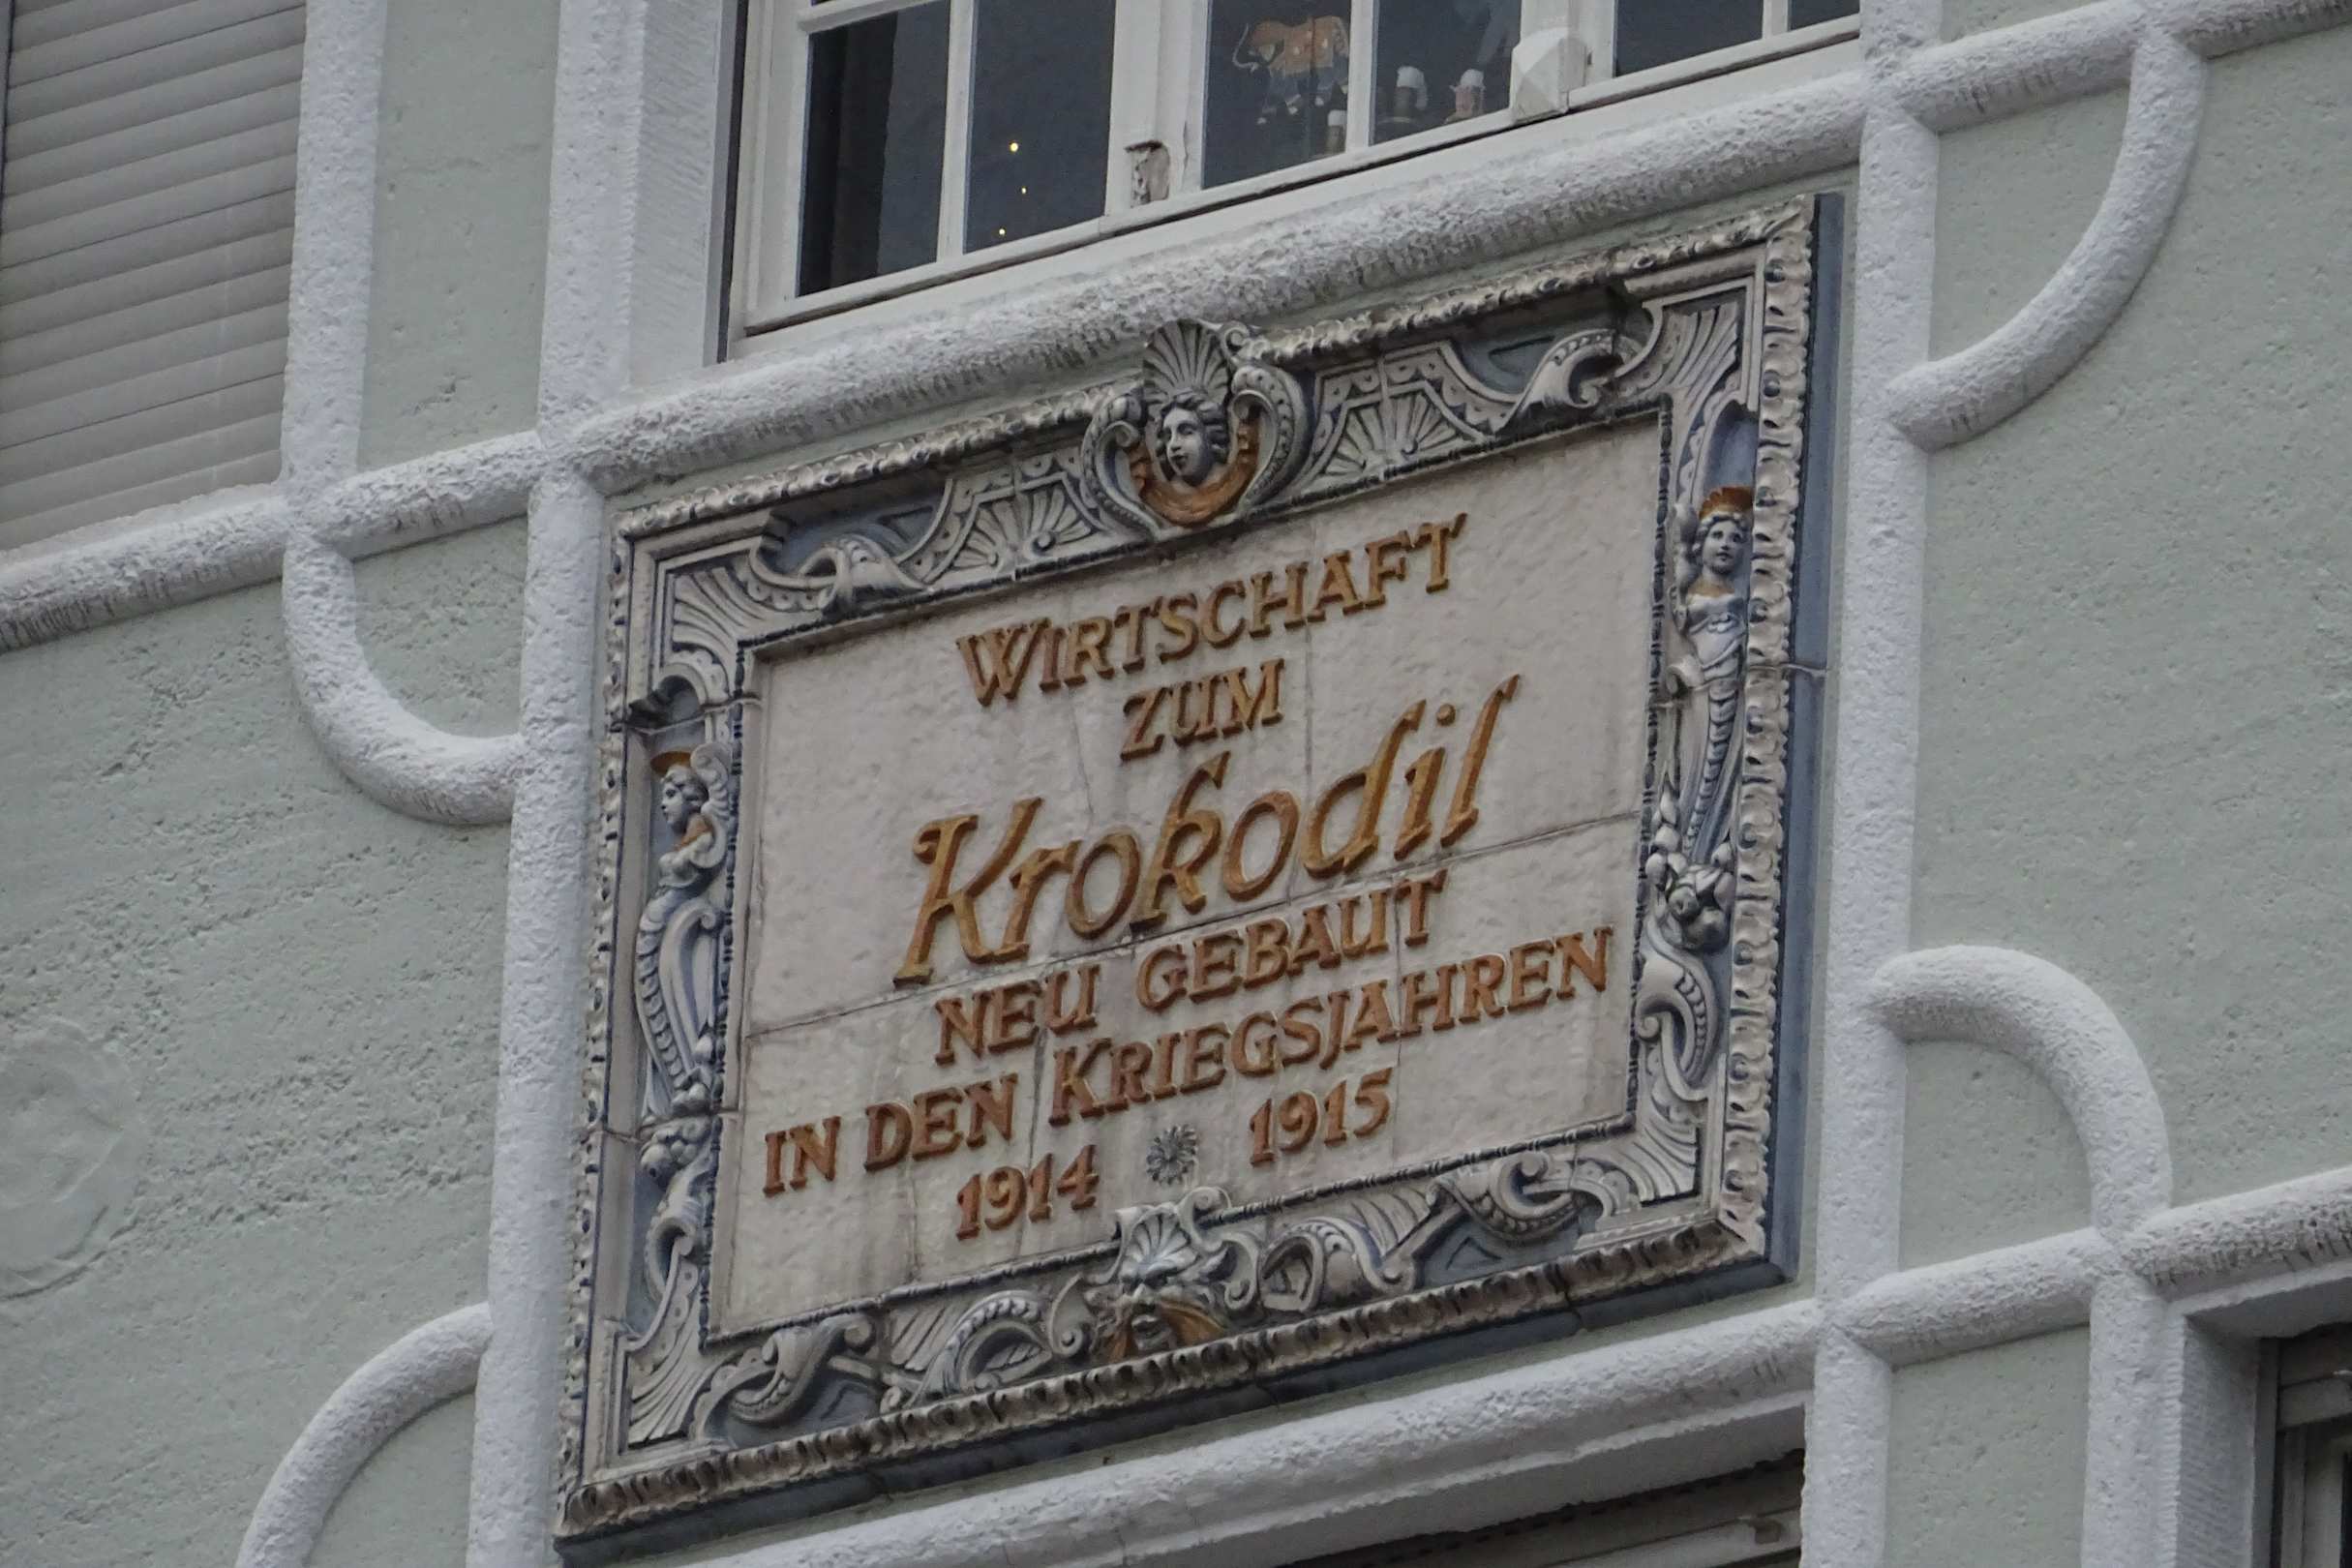 WIRTSCHAFT
ZUM
Krokodil
NEU GEBAUT
IN DEN KRIEGSJAHREN
1914 1915